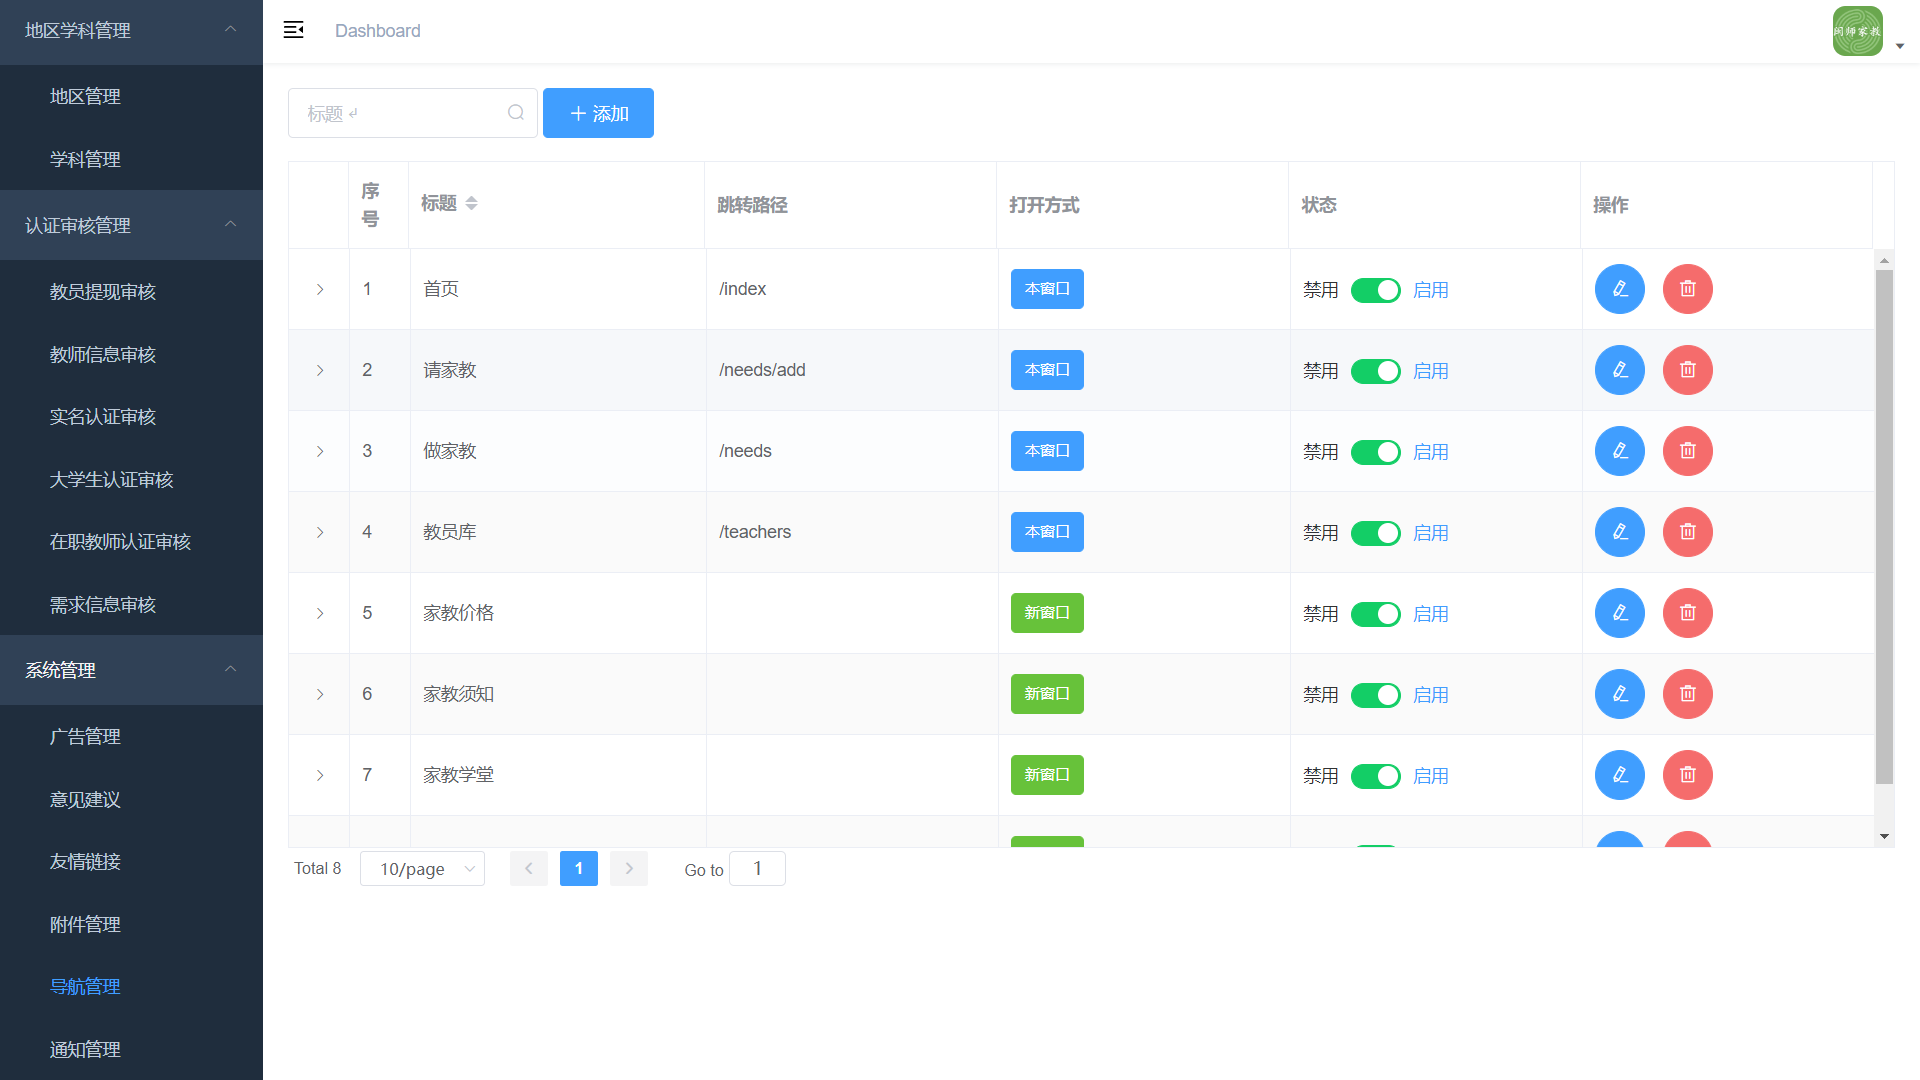 地区学科管理
地区管理
学科管理
认证审核管理
教员提现审核
教师信息审核
实名认证审核
大学生认证审核
在职教师认证审核
需求信息审核
系统管理
广告管理
意见建议
友情链接
附件管理
导航管理
通知管理
Dashboard
闵师家教
标题 ↲
添加
序号 标题 跳转路径 打开方式 状态 操作
1 首页 /index 本窗口 禁用 启用
2 请家教 /needs/add 本窗口 禁用 启用
3 做家教 /needs 本窗口 禁用 启用
4 教员库 /teachers 本窗口 禁用 启用
5 家教价格 新窗口 禁用 启用
6 家教须知 新窗口 禁用 启用
7 家教学堂 新窗口 禁用 启用
Total 8 10/page 1 Go to 1